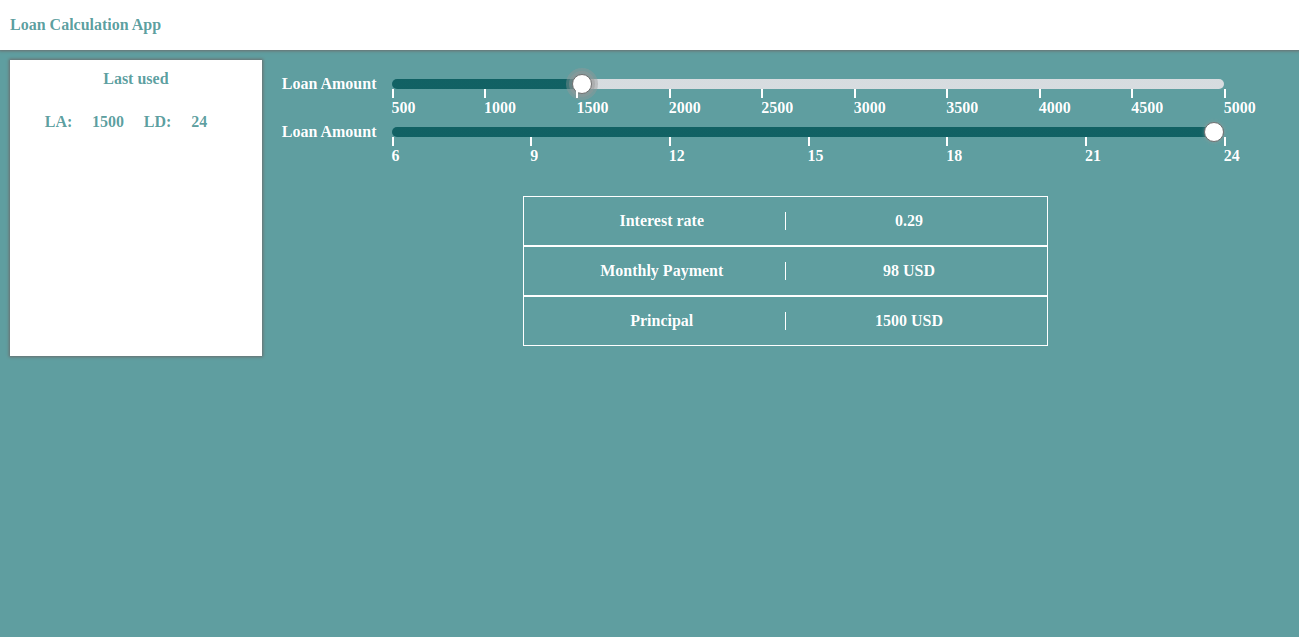 Loan Calculation App
Last used
LA: 1500 LD: 24
Loan Amount
500 1000 1500 2000 2500 3000 3500 4000 4500 5000
Loan Amount
6 9 12 15 18 21 24
Interest rate 0.29
Monthly Payment 98 USD
Principal 1500 USD